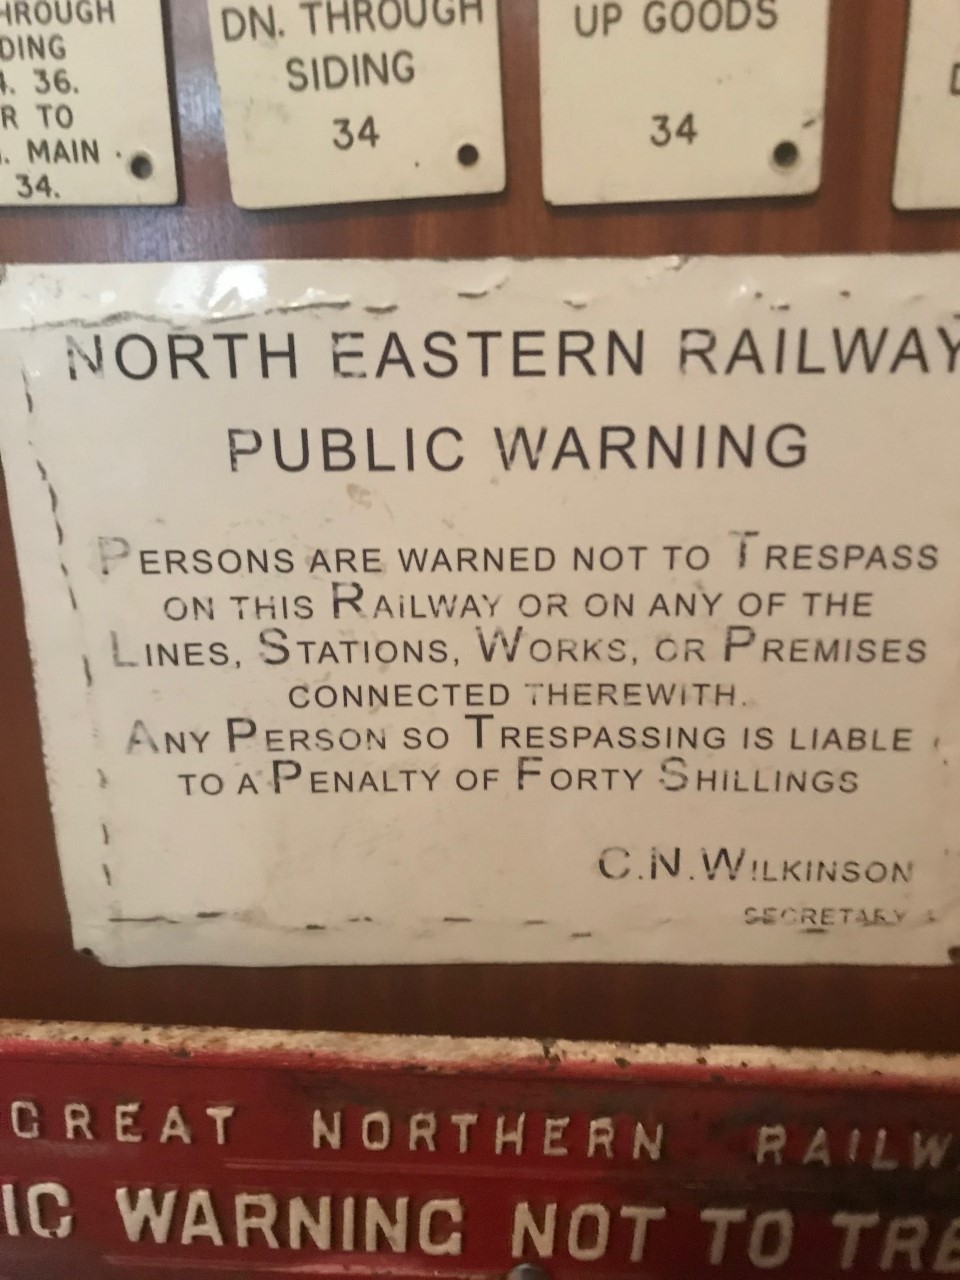 DING
36.
TO
MAIN
34.
DN. THROUGH
SIDING
34
UP GOODS
34
NORTH EASTERN RAILWAY
PUBLIC WARNING
PERSONS ARE WARNED NOT TO TRESPASS
ON THIS RAILWAY OR ON ANY OF THE
LINES, STATIONS, WORKS, OR PREMISES
CONNECTED THEREWITH.
ANY PERSON SO TRESPASSING IS LIABLE
TO A PENALTY OF FORTY SHILLINGS
C.N. WILKINSON
SECRETARY
GREAT NORTHERN RAILW
IC WARNING NOT TO TRE